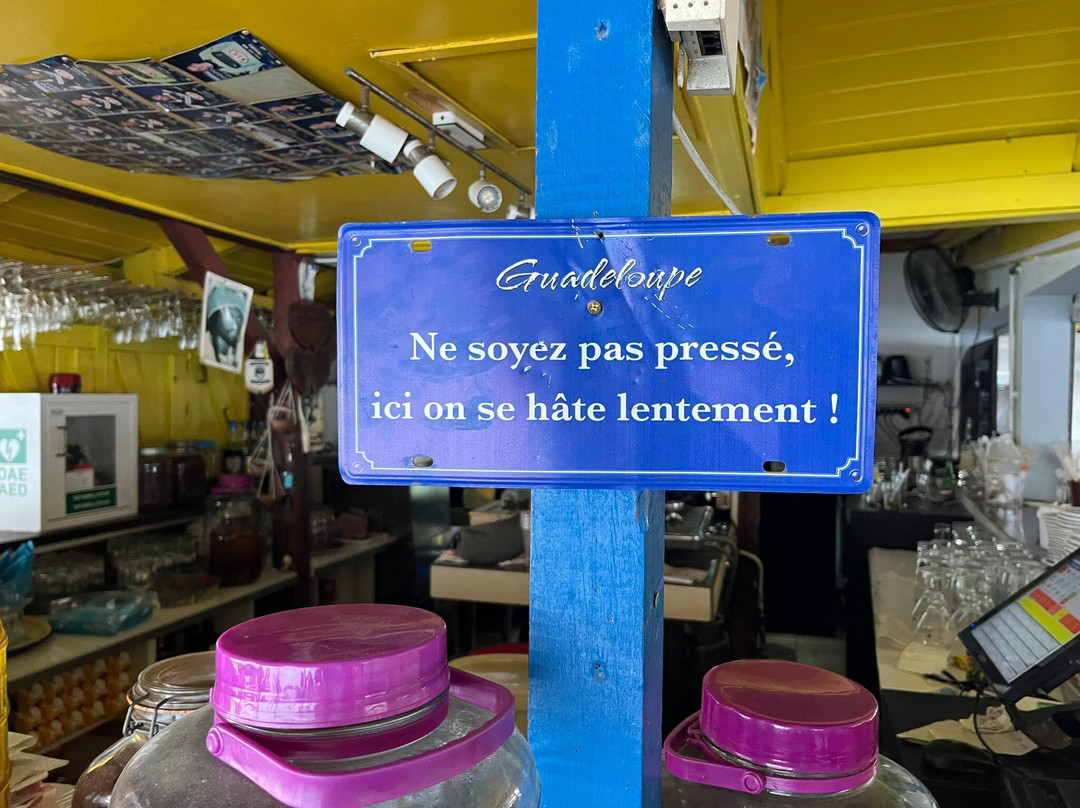 Guadeloupe
Ne soyez pas pressé,
ici on se hâte lentement !
DAE
AED